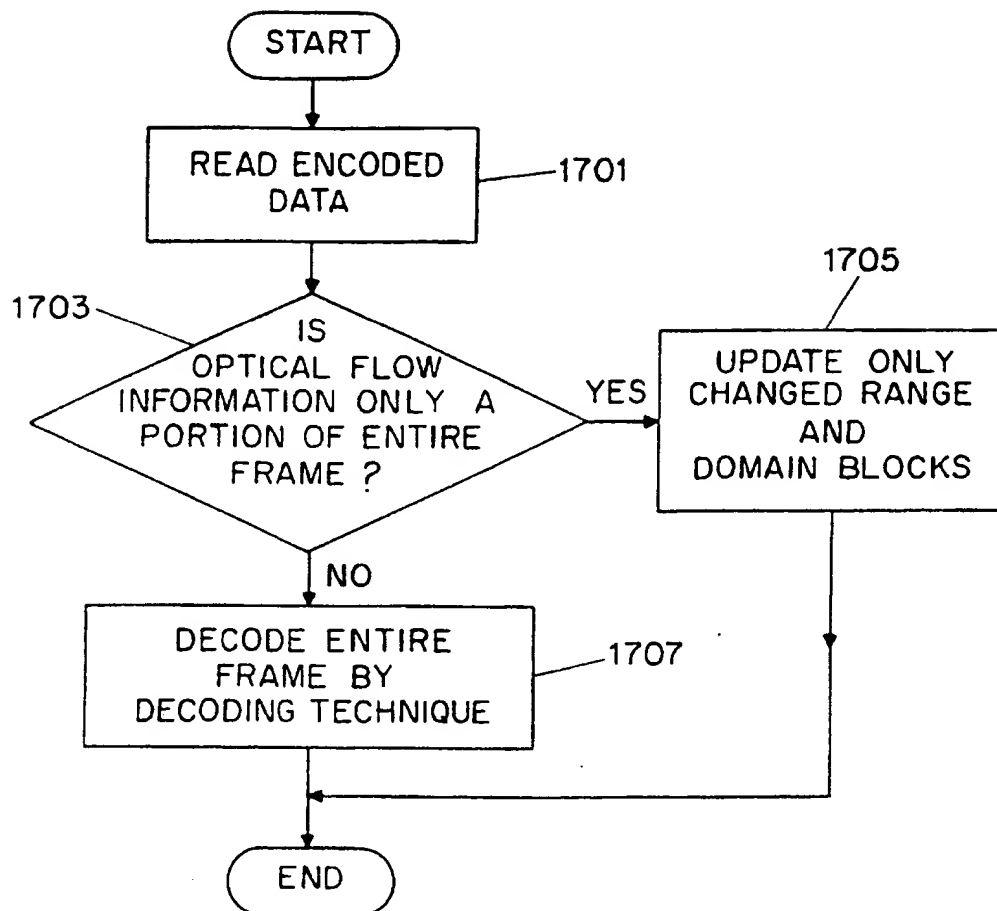 START
READ ENCODED
DATA
1701
1703
IS
OPTICAL FLOW
INFORMATION ONLY A
PORTION OF ENTIRE
FRAME ?
YES
1705
UPDATE ONLY
CHANGED RANGE
AND
DOMAIN BLOCKS
NO
DECODE ENTIRE
FRAME BY
DECODING TECHNIQUE
1707
END